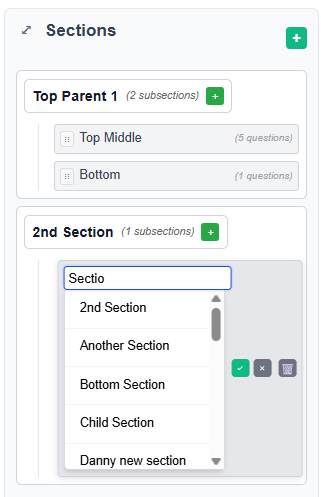 Sections
Top Parent 1 (2 subsections)
Top Middle (5 questions)
Bottom (1 questions)
2nd Section (1 subsections)
Sectio
2nd Section
Another Section
Bottom Section
Child Section
Danny new section